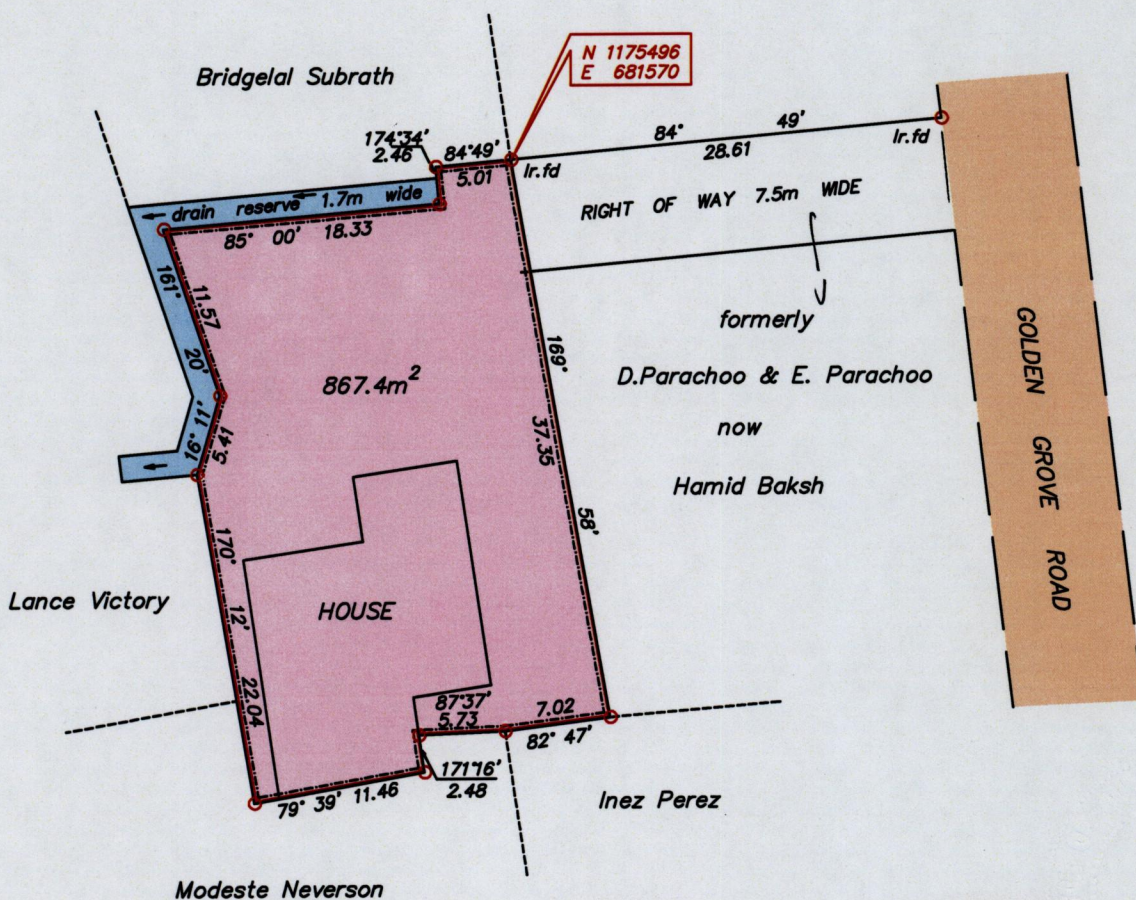 N 1175496
E 681570
Bridgelal Subrath
174°34'
2.46
84°49'
5.01
Ir.fd
84° 49'
28.61
Ir.fd
RIGHT OF WAY 7.5m WIDE
drain reserve 1.7m wide
85° 00' 18.33
161° 20'
11.57
16° 11'
5.41
867.4m²
169° 58'
37.35
formerly
D.Parachoo & E. Parachoo
now
Hamid Baksh
GOLDEN GROVE ROAD
Lance Victory
170° 12'
22.04
HOUSE
87°37'
5.73
7.02
82° 47'
171°16'
2.48
79° 39' 11.46
Inez Perez
Modeste Neverson